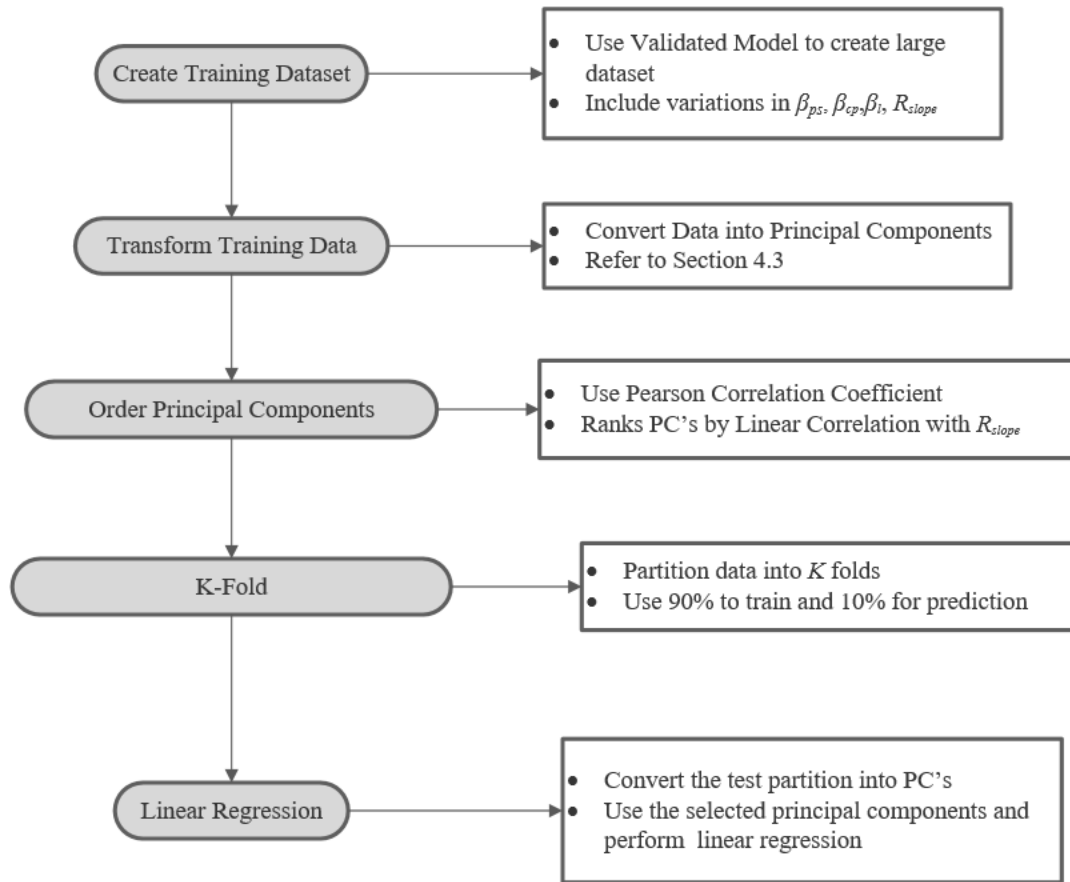 Create Training Dataset
• Use Validated Model to create large
dataset
• Include variations in βps, βcp,βl, Rslope
Transform Training Data
• Convert Data into Principal Components
• Refer to Section 4.3
Order Principal Components
• Use Pearson Correlation Coefficient
• Ranks PC’s by Linear Correlation with Rslope
K-Fold
• Partition data into K folds
• Use 90% to train and 10% for prediction
Linear Regression
• Convert the test partition into PC’s
• Use the selected principal components and
perform linear regression